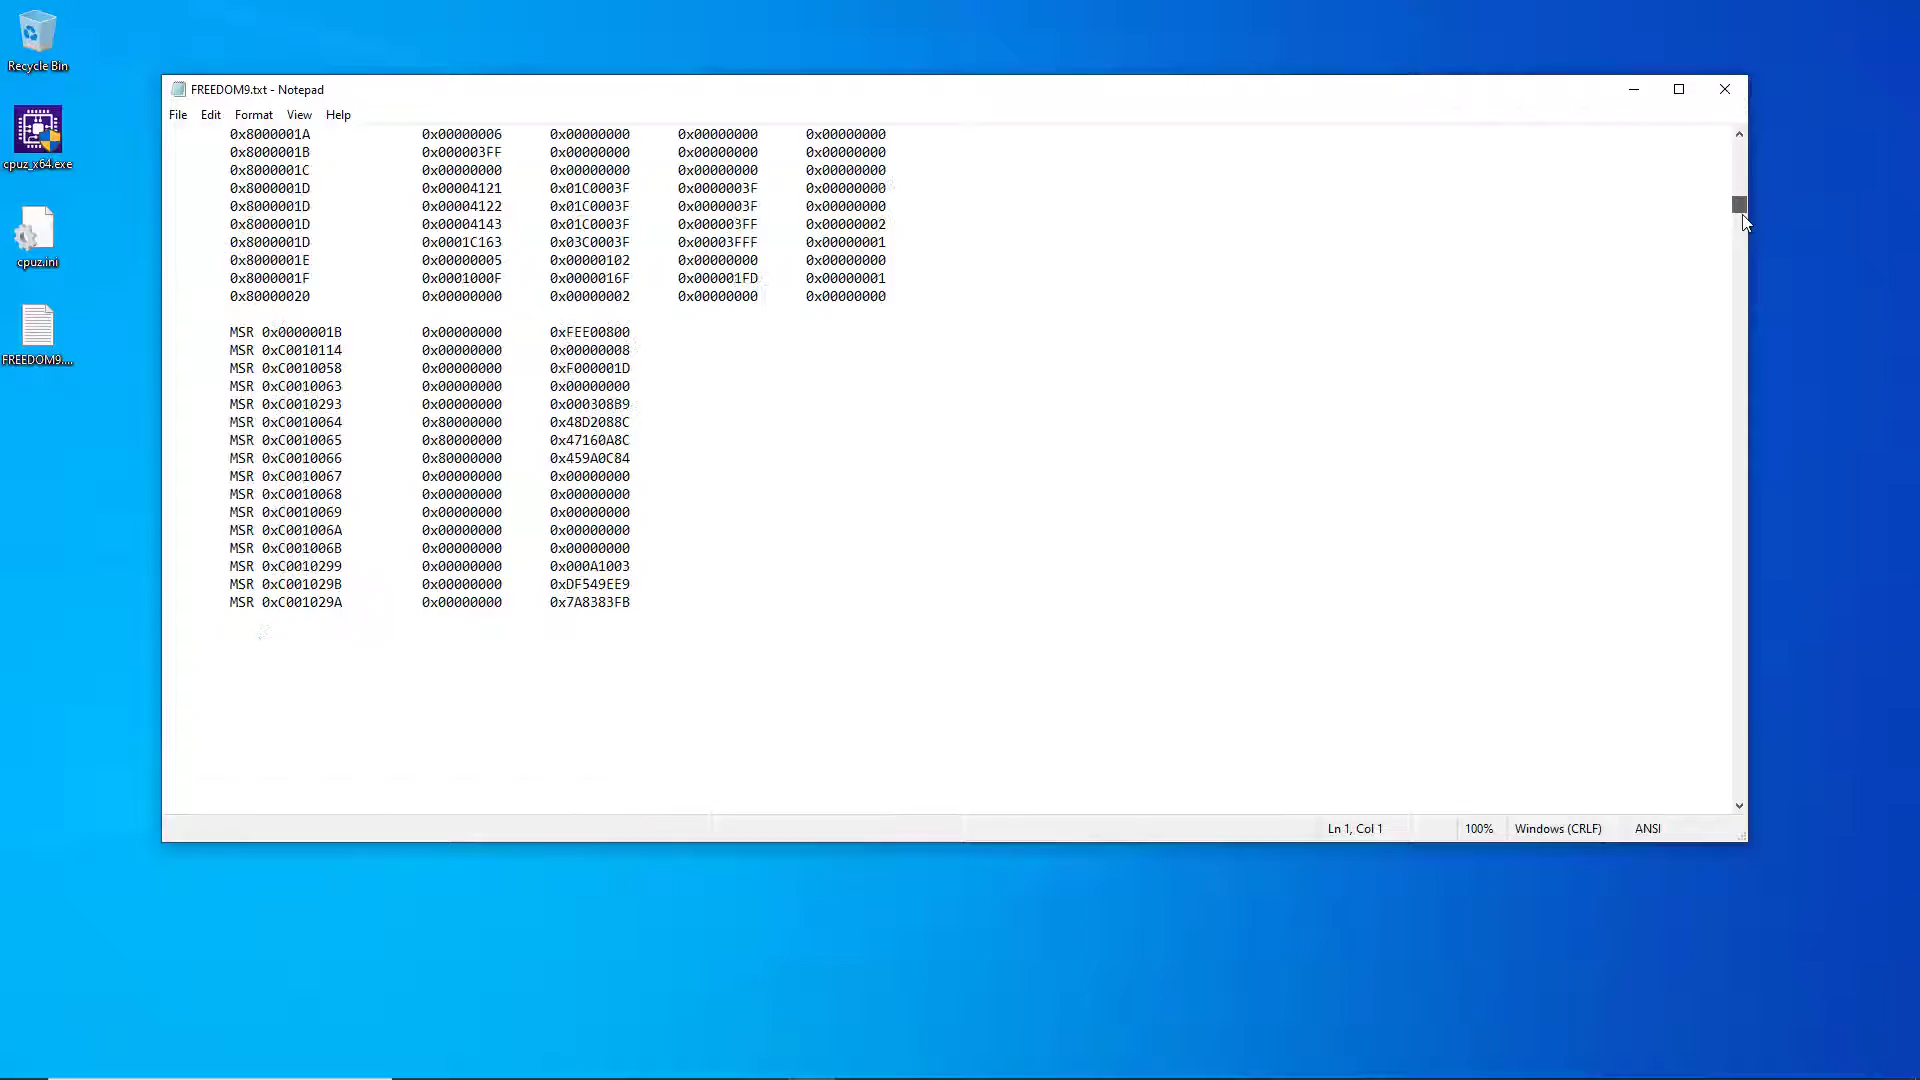 Recycle Bin
cpuz_x64.exe
cpuz.ini
FREEDOM9....
FREEDOM9.txt - Notepad
File Edit Format View Help
0x8000001A 0x00000006 0x00000000 0x00000000 0x00000000
0x8000001B 0x000003FF 0x00000000 0x00000000 0x00000000
0x8000001C 0x00000000 0x00000000 0x00000000 0x00000000
0x8000001D 0x00004121 0x01C0003F 0x0000003F 0x00000000
0x8000001D 0x00004122 0x01C0003F 0x0000003F 0x00000000
0x8000001D 0x00004143 0x01C0003F 0x000003FF 0x00000002
0x8000001D 0x0001C163 0x03C0003F 0x00003FFF 0x00000001
0x8000001E 0x00000005 0x00000102 0x00000000 0x00000000
0x8000001F 0x0001000F 0x0000016F 0x000001FD 0x00000001
0x80000020 0x00000000 0x00000002 0x00000000 0x00000000
MSR 0x0000001B 0x00000000 0xFEE00800
MSR 0xC0010114 0x00000000 0x00000008
MSR 0xC0010058 0x00000000 0xF000001D
MSR 0xC0010063 0x00000000 0x00000000
MSR 0xC0010293 0x00000000 0x000308B9
MSR 0xC0010064 0x80000000 0x48D2088C
MSR 0xC0010065 0x80000000 0x47160A8C
MSR 0xC0010066 0x80000000 0x459A0C84
MSR 0xC0010067 0x00000000 0x00000000
MSR 0xC0010068 0x00000000 0x00000000
MSR 0xC0010069 0x00000000 0x00000000
MSR 0xC001006A 0x00000000 0x00000000
MSR 0xC001006B 0x00000000 0x00000000
MSR 0xC0010299 0x00000000 0x000A1003
MSR 0xC001029B 0x00000000 0xDF549EE9
MSR 0xC001029A 0x00000000 0x7A8383FB
Ln 1, Col 1 100% Windows (CRLF) ANSI